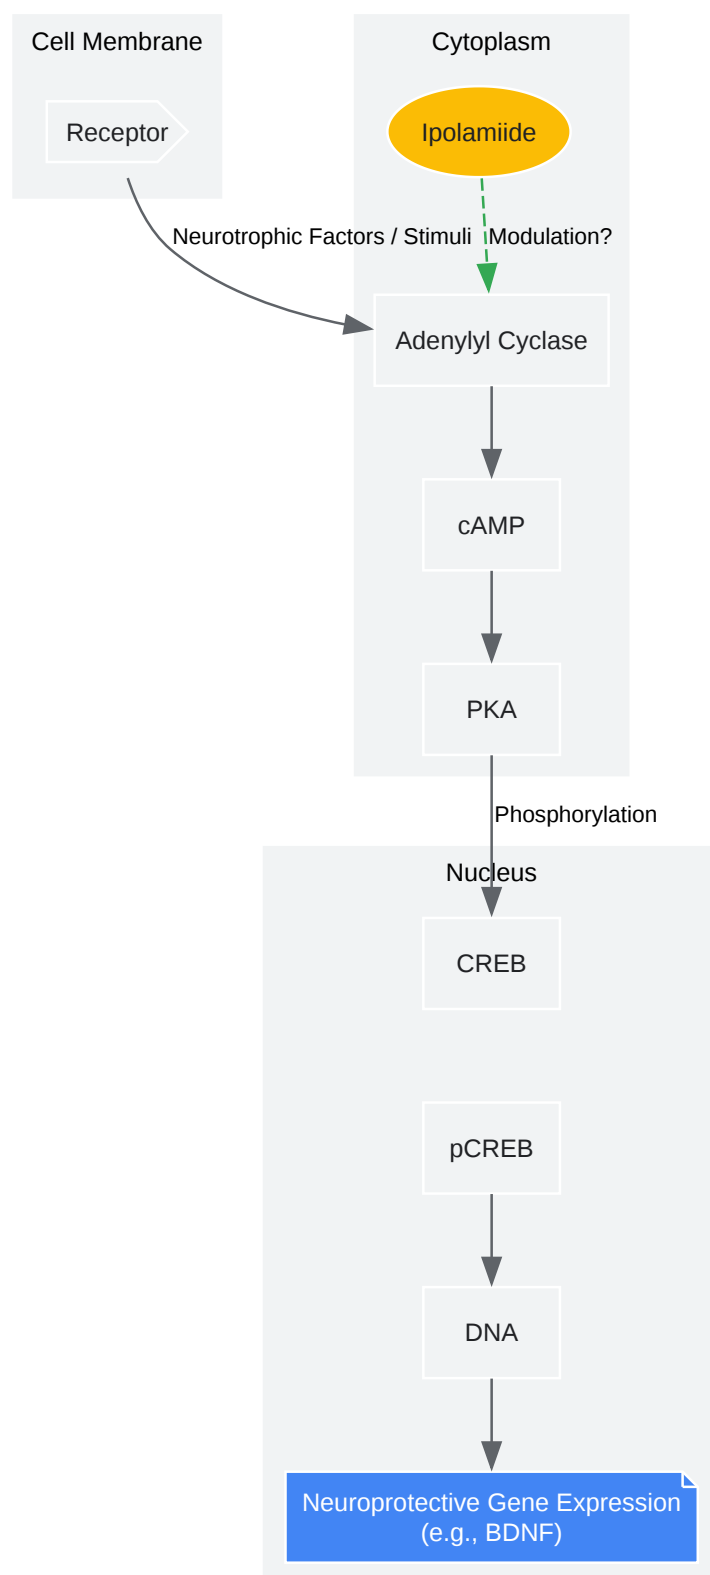 Cell Membrane
Cytoplasm
Receptor
Ipolamiide
Neurotrophic Factors / Stimuli
Modulation?
Adenylyl Cyclase
cAMP
PKA
Phosphorylation
Nucleus
CREB
pCREB
DNA
Neuroprotective Gene Expression
(e.g., BDNF)